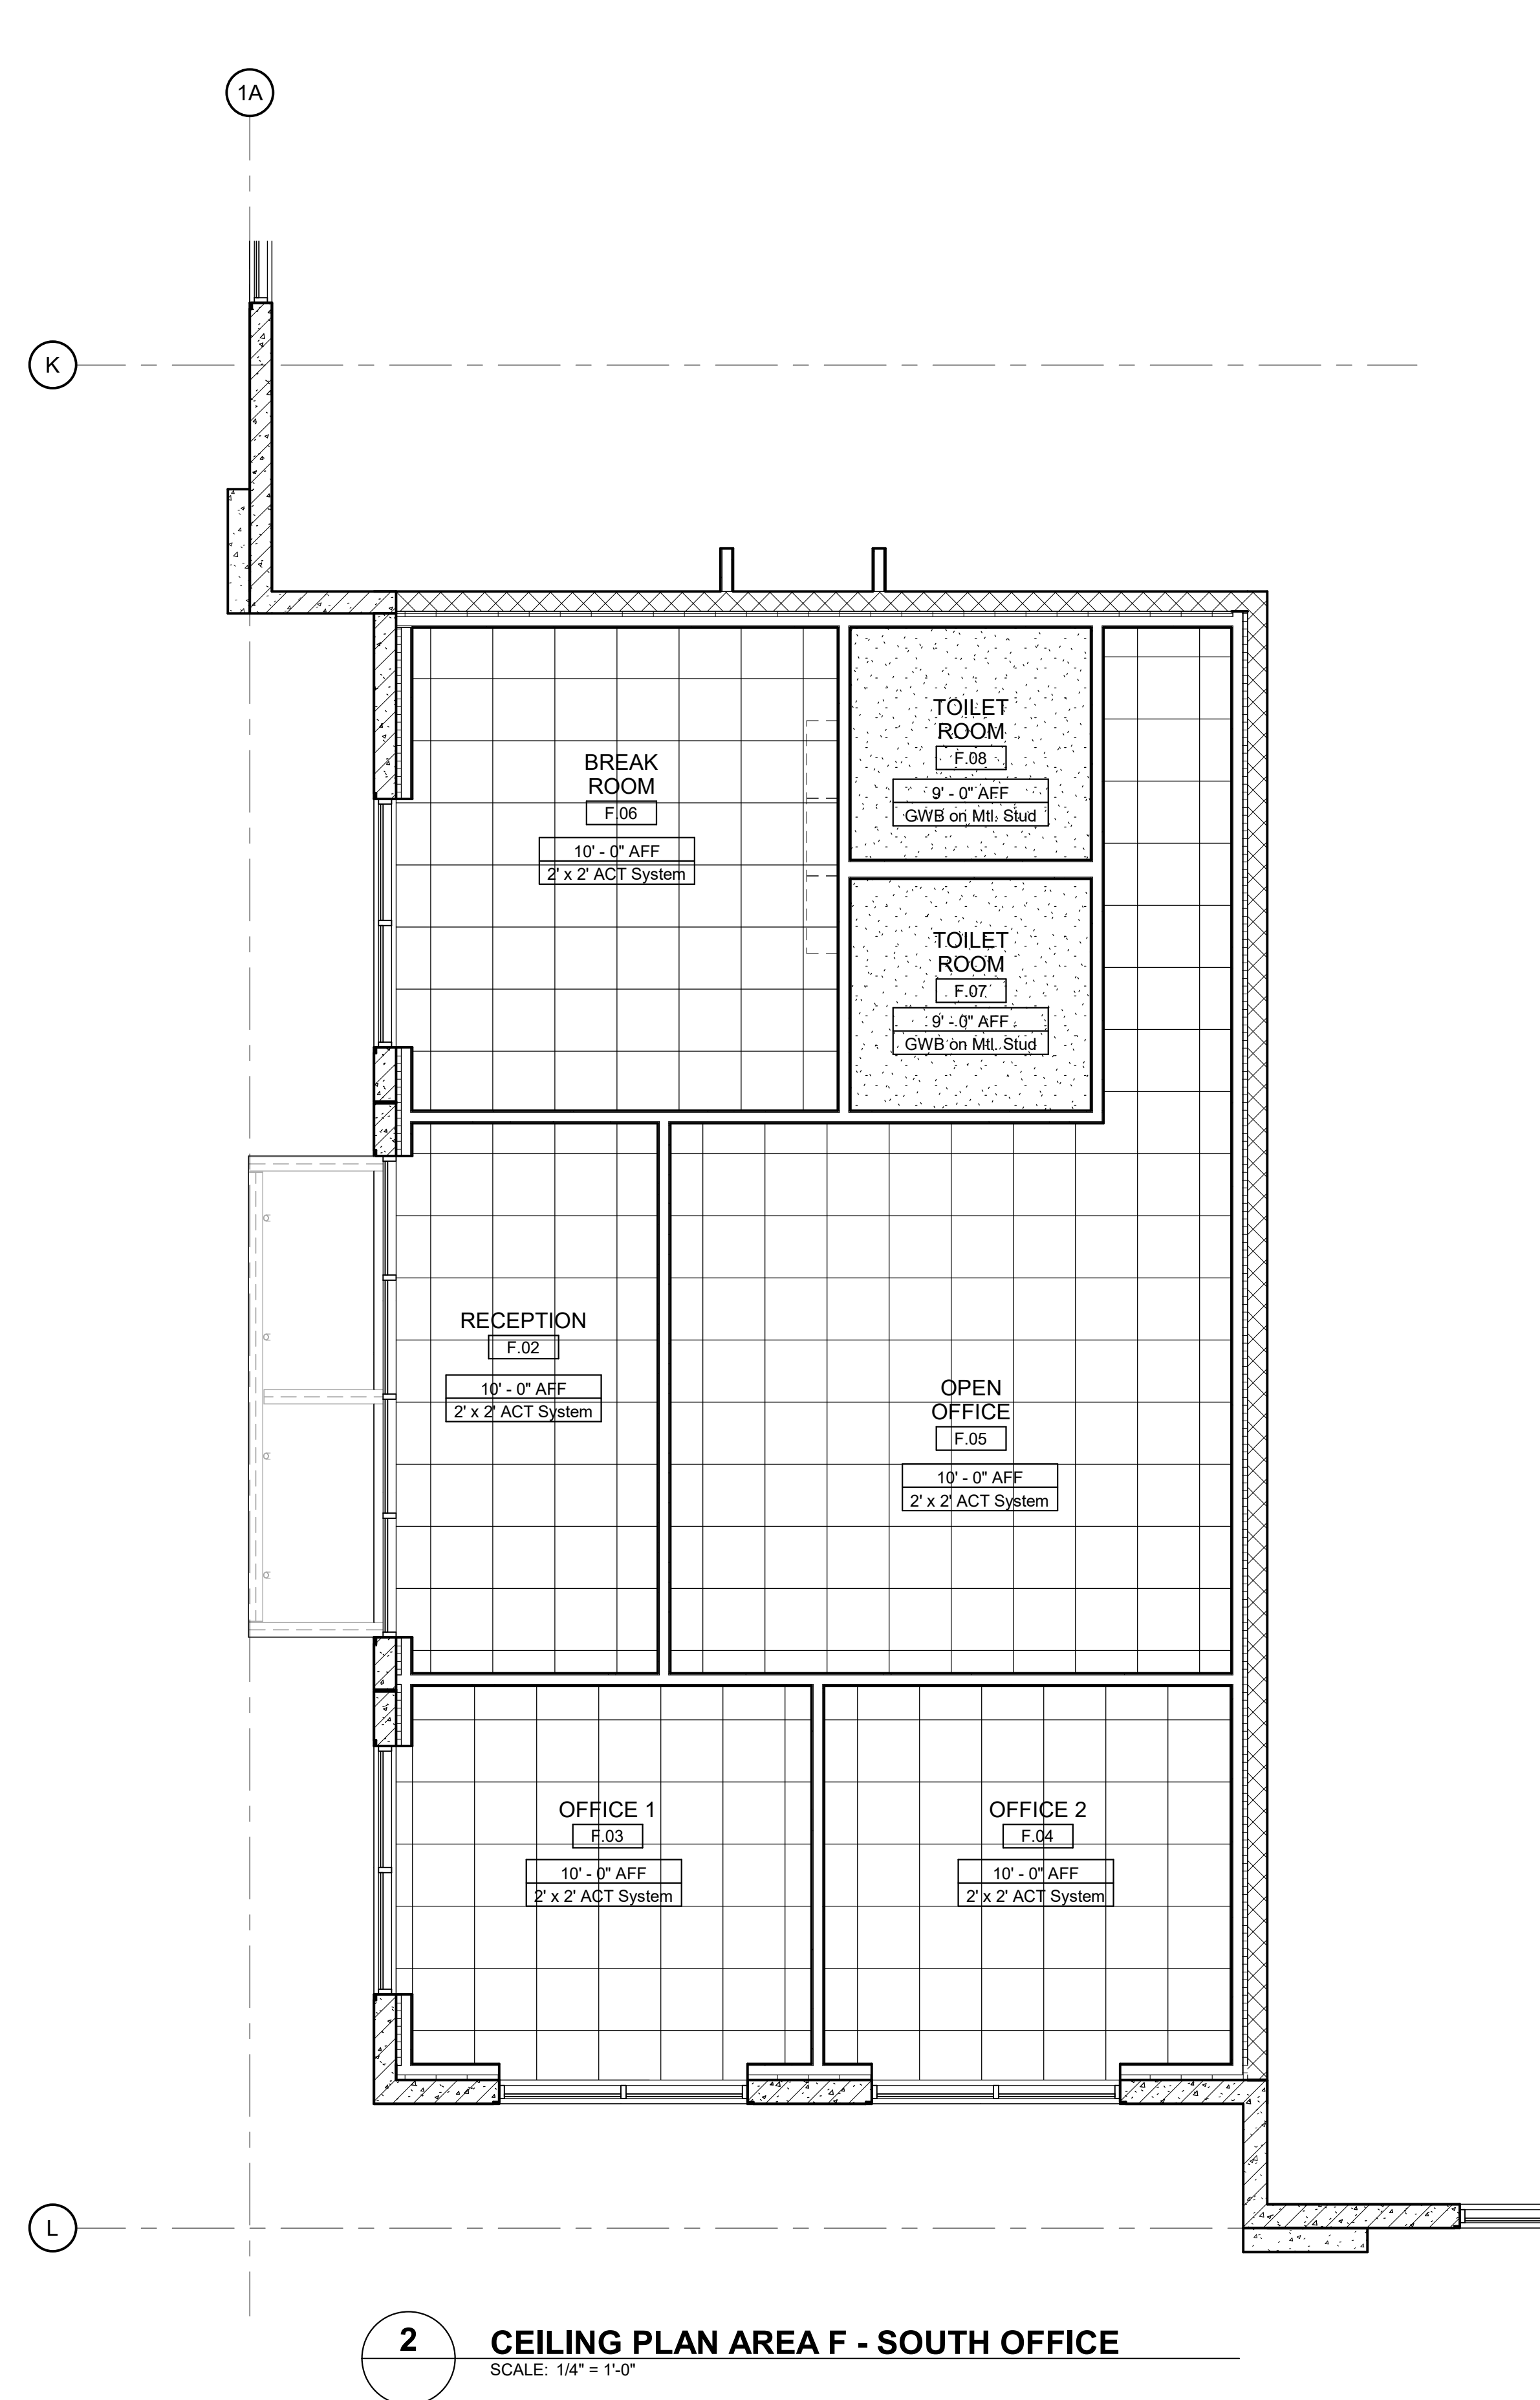 1A
K
TOILET
ROOM
F.08
9' - 0" AFF
GWB on Mtl. Stud
BREAK
ROOM
F.06
10' - 0" AFF
2' x 2' ACT System
TOILET
ROOM
F.07
9' - 0" AFF
GWB on Mtl. Stud
RECEPTION
F.02
10' - 0" AFF
2' x 2' ACT System
OPEN
OFFICE
F.05
10' - 0" AFF
2' x 2' ACT System
OFFICE 1
F.03
10' - 0" AFF
2' x 2' ACT System
OFFICE 2
F.04
10' - 0" AFF
2' x 2' ACT System
L
2
CEILING PLAN AREA F - SOUTH OFFICE
SCALE: 1/4" = 1'-0"